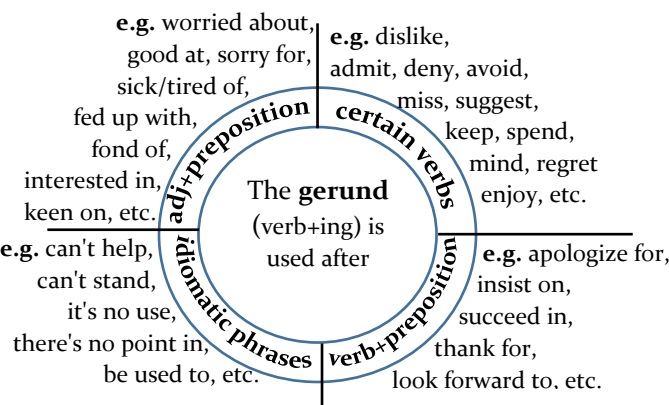 e.g. worried about,
good at, sorry for,
sick/tired of,
fed up with,
fond of,
interested in,
keen on, etc.
adj+preposition
e.g. dislike,
admit, deny, avoid,
miss, suggest,
keep, spend,
mind, regret
enjoy, etc.
certain verbs
The gerund
(verb+ing) is
used after
e.g. can't help,
can't stand,
it's no use,
there's no point in,
be used to, etc.
idiomatic phrases
e.g. apologize for,
insist on,
succeed in,
thank for,
look forward to, etc.
verb+preposition